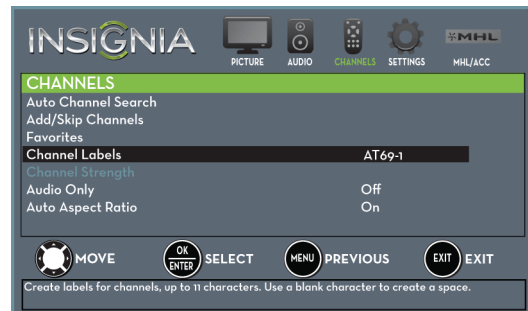 INSIGNIA
PICTURE AUDIO CHANNELS SETTINGS MHL MHL/ACC
CHANNELS
Auto Channel Search
Add/Skip Channels
Favorites
Channel Labels AT69-1
Channel Strength
Audio Only Off
Auto Aspect Ratio On
MOVE OK ENTER SELECT MENU PREVIOUS EXIT EXIT
Create labels for channels, up to 11 characters. Use a blank character to create a space.